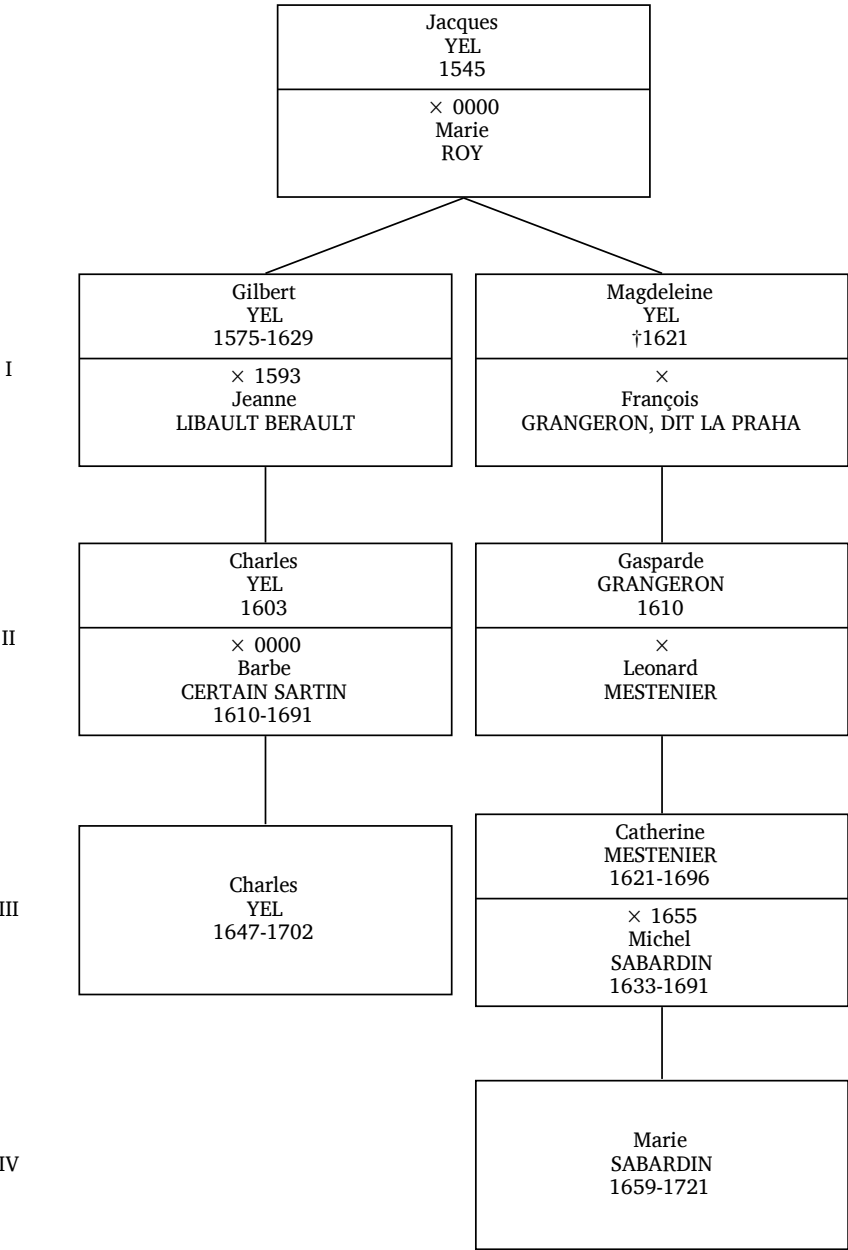 Jacques
YEL
1545
× 0000
Marie
ROY
I
Gilbert
YEL
1575-1629
× 1593
Jeanne
LIBAULT BERAULT
Magdeleine
YEL
†1621
×
François
GRANGERON, DIT LA PRAHA
II
Charles
YEL
1603
× 0000
Barbe
CERTAIN SARTIN
1610-1691
Gasparde
GRANGERON
1610
×
Leonard
MESTENIER
III
Charles
YEL
1647-1702
Catherine
MESTENIER
1621-1696
× 1655
Michel
SABARDIN
1633-1691
IV
Marie
SABARDIN
1659-1721